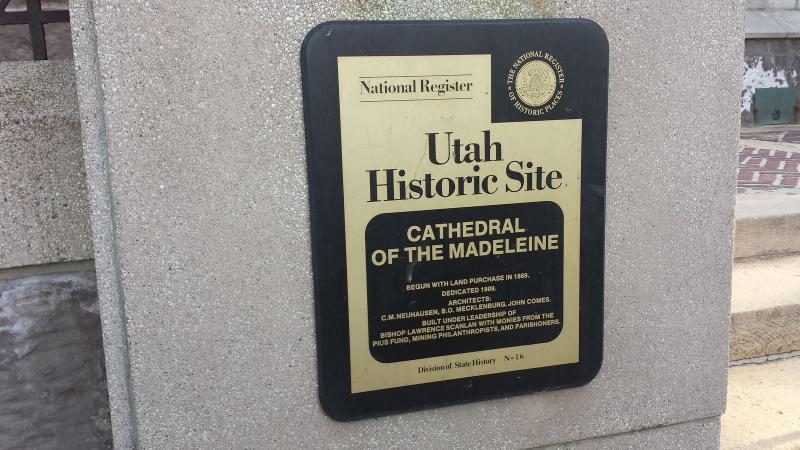 National Register
THE NATIONAL REGISTER
OF HISTORIC PLACES
Utah
Historic Site
CATHEDRAL
OF THE MADELEINE
BEGUN WITH LAND PURCHASE IN 1889.
DEDICATED 1909.
ARCHITECTS:
C.M. NEUHAUSEN, B.O. MECKLENBURG, JOHN COMES.
BUILT UNDER LEADERSHIP OF
BISHOP LAWRENCE SCANLAN WITH MONIES FROM THE
PIUS FUND, MINING PHILANTHROPISTS, AND PARISHONERS.
Division of State History N-16